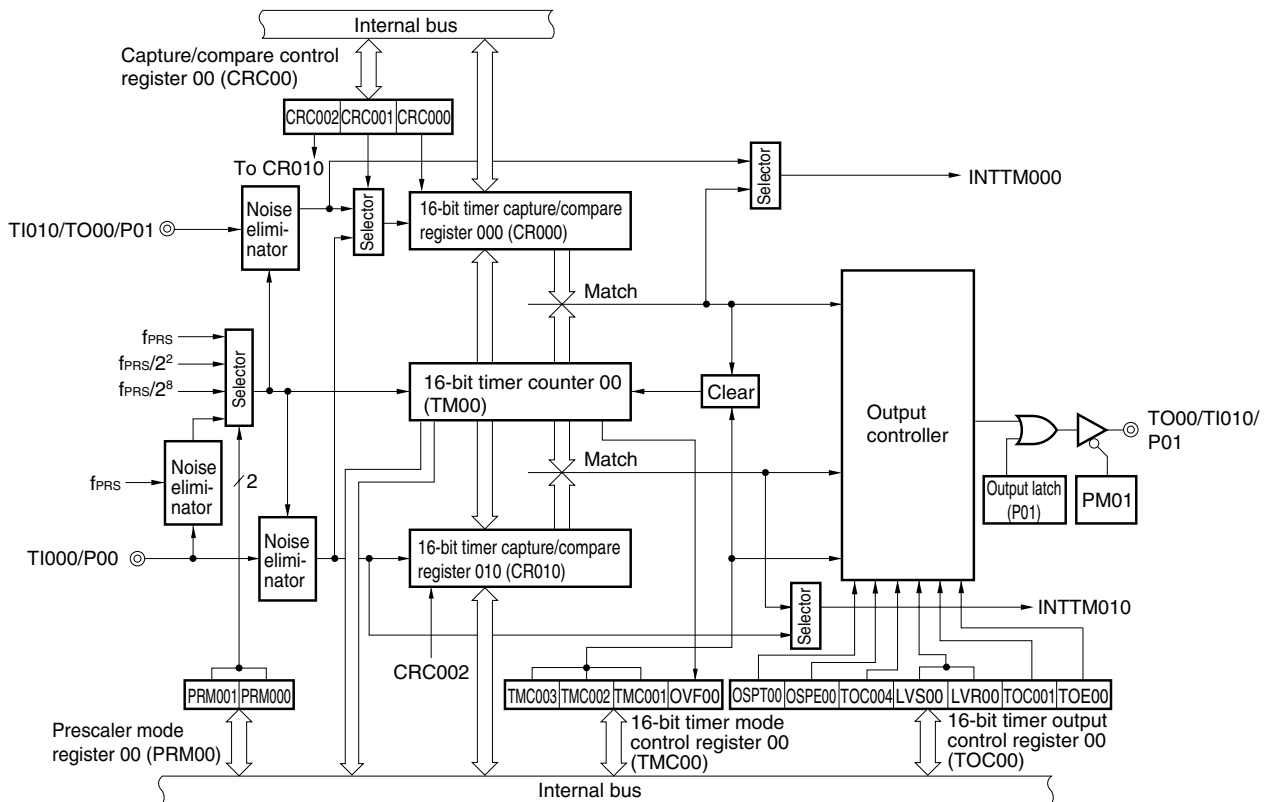 Internal bus
Capture/compare control
register 00 (CRC00)
CRC002 CRC001 CRC000
To CR010
TI010/TO00/P01
Noise
elimi-
nator
Selector
16-bit timer capture/compare
register 000 (CR000)
Selector
INTTM000
Match
fPRS
fPRS/2²
fPRS/2⁸
Selector
16-bit timer counter 00
(TM00)
Clear
Output
controller
TO00/TI010/
P01
Output latch
(P01)
PM01
fPRS
Noise
elimi-
nator
2
Match
TI000/P00
Noise
elimi-
nator
16-bit timer capture/compare
register 010 (CR010)
Selector
INTTM010
CRC002
PRM001 PRM000
TMC003 TMC002 TMC001 OVF00
OSPT00 OSPE00 TOC004 LVS00 LVR00 TOC001 TOE00
Prescaler mode
register 00 (PRM00)
16-bit timer mode
control register 00
(TMC00)
16-bit timer output
control register 00
(TOC00)
Internal bus